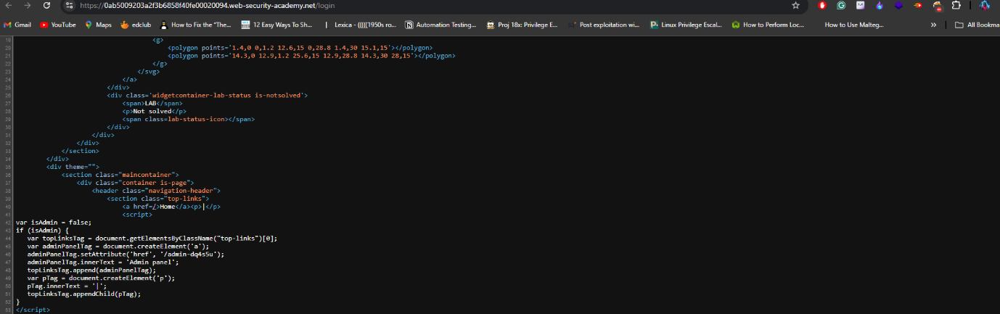 https://0ab5009203a2f3b6858f40fe00020094.web-security-academy.net/login
Gmail YouTube Maps edclub How to Fix the "The... 12 Easy Ways To Sh... Lexica - (((((1950s ro... Automation Testing... Proj 18x: Privilege E... Post exploitation wi... Linux Privilege Escal... How to Perform Loc... How to Use Malteg... » All Bookma
19 <g>
20 <polygon points='1.4,0 0,1.2 12.6,15 0,28.8 1.4,30 15.1,15'></polygon>
21 <polygon points='14.3,0 12.9,1.2 25.6,15 12.9,28.8 14.3,30 28,15'></polygon>
22 </g>
23 </svg>
24 </a>
25 </div>
26 <div class='widgetcontainer-lab-status is-notsolved'>
27 <span>LAB</span>
28 <p>Not solved</p>
29 <span class=lab-status-icon></span>
30 </div>
31 </div>
32 </div>
33 </section>
34 </div>
35 <div theme="">
36 <section class="maincontainer">
37 <div class="container is-page">
38 <header class="navigation-header">
39 <section class="top-links">
40 <a href=/>Home</a><p>|</p>
41 <script>
42 var isAdmin = false;
43 if (isAdmin) {
44 var topLinksTag = document.getElementsByClassName("top-links")[0];
45 var adminPanelTag = document.createElement('a');
46 adminPanelTag.setAttribute('href', '/admin-dq4s5u');
47 adminPanelTag.innerText = 'Admin panel';
48 topLinksTag.append(adminPanelTag);
49 var pTag = document.createElement('p');
50 pTag.innerText = '|';
51 topLinksTag.appendChild(pTag);
52 }
53 </script>